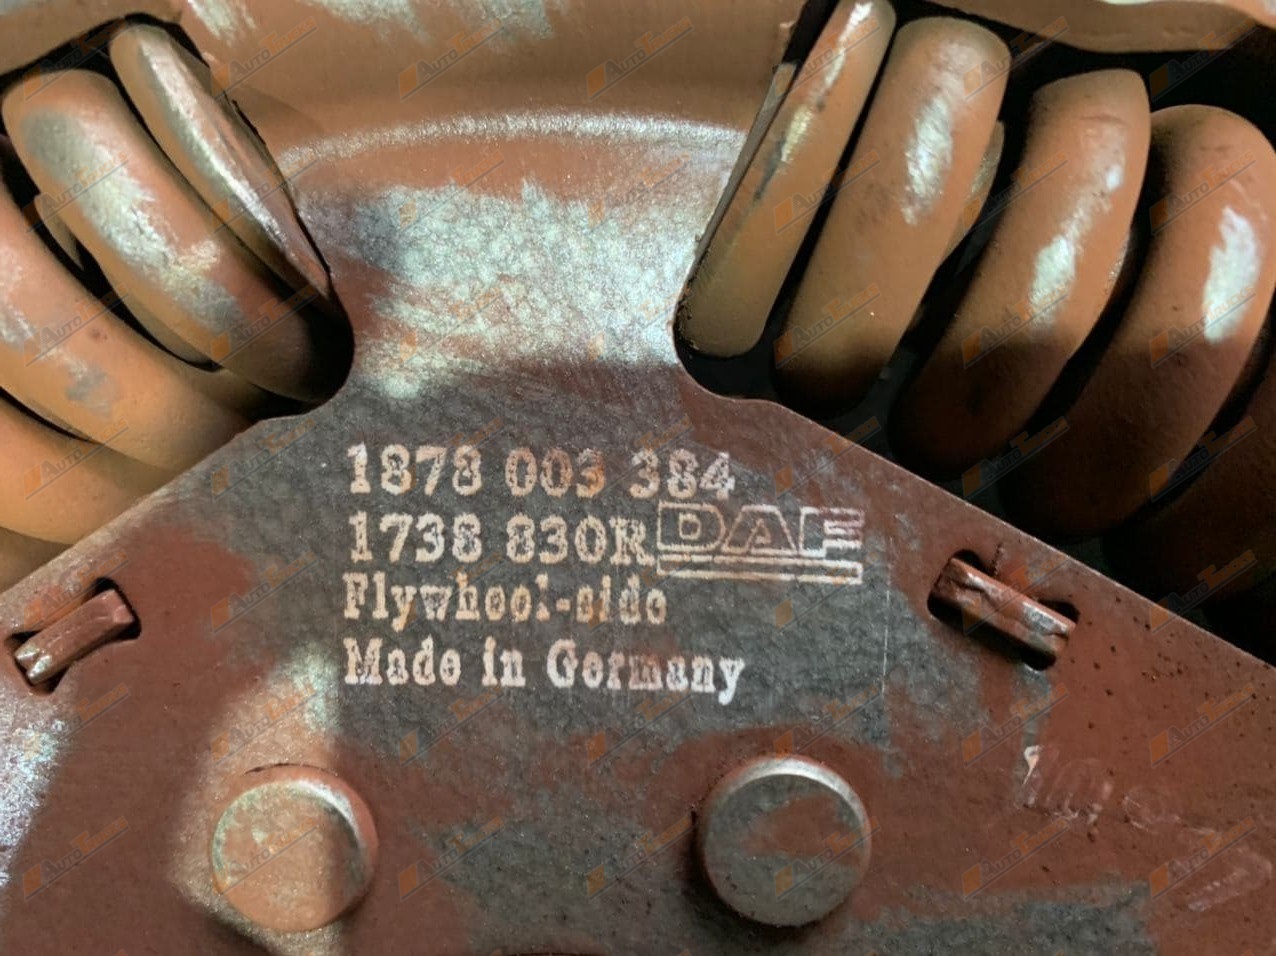 1878 003 384
1738 830R DAF
Flywheel-side
Made in Germany